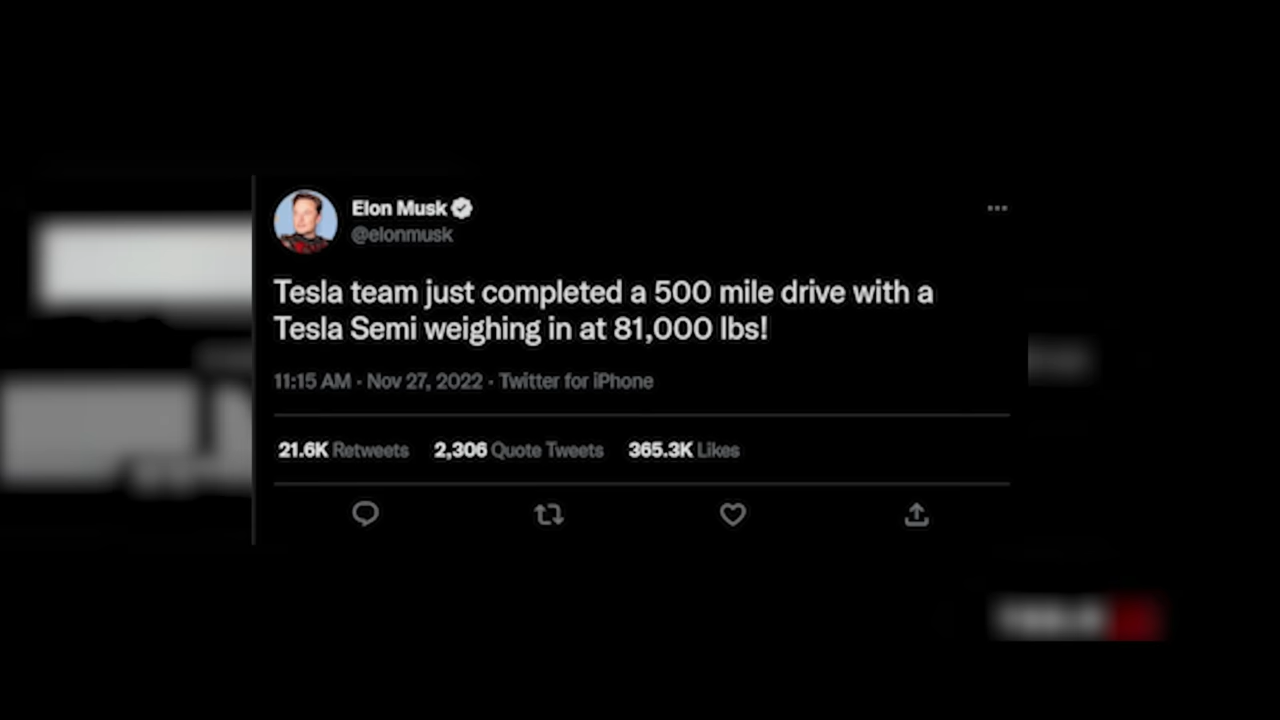 Elon Musk
@elonmusk
Tesla team just completed a 500 mile drive with a
Tesla Semi weighing in at 81,000 lbs!
11:15 AM · Nov 27, 2022 · Twitter for iPhone
21.6K Retweets 2,306 Quote Tweets 365.3K Likes